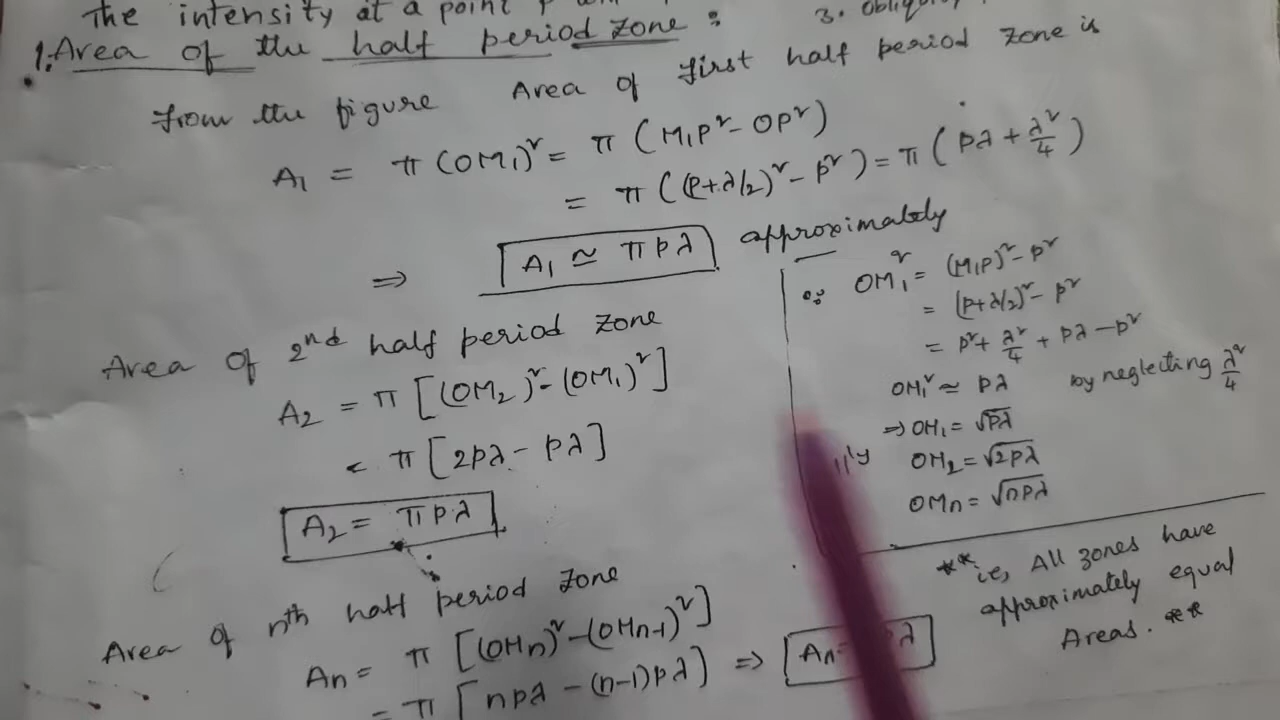 The intensity at a point P
3. Obliquity
1. Area of the half period zone :
from the figure Area of first half period zone is
A₁ = π (OM₁)² = π (M₁P² - OP²)
= π ((p+λ/2)² - p²) = π (pλ + λ²/4)
⇒ A₁ ≃ πpλ approximately
Area of 2nd half period zone
A₂ = π [(OM₂)² - (OM₁)²]
= π [2pλ - pλ]
A₂ = πpλ
∵ OM₁² = (M₁P)² - p²
= (p+λ/2)² - p²
= p² + λ²/4 + pλ - p²
OM₁² ≃ pλ by neglecting λ²/4
⇒ OM₁ = √pλ
llly OM₂ = √2pλ
OMn = √npλ
** ie, All zones have
approximately equal
Areas. **
Area of nth half period zone
An = π [(OMn)² - (OMn-1)²]
= π [npλ - (n-1)pλ] ⇒ An= λ